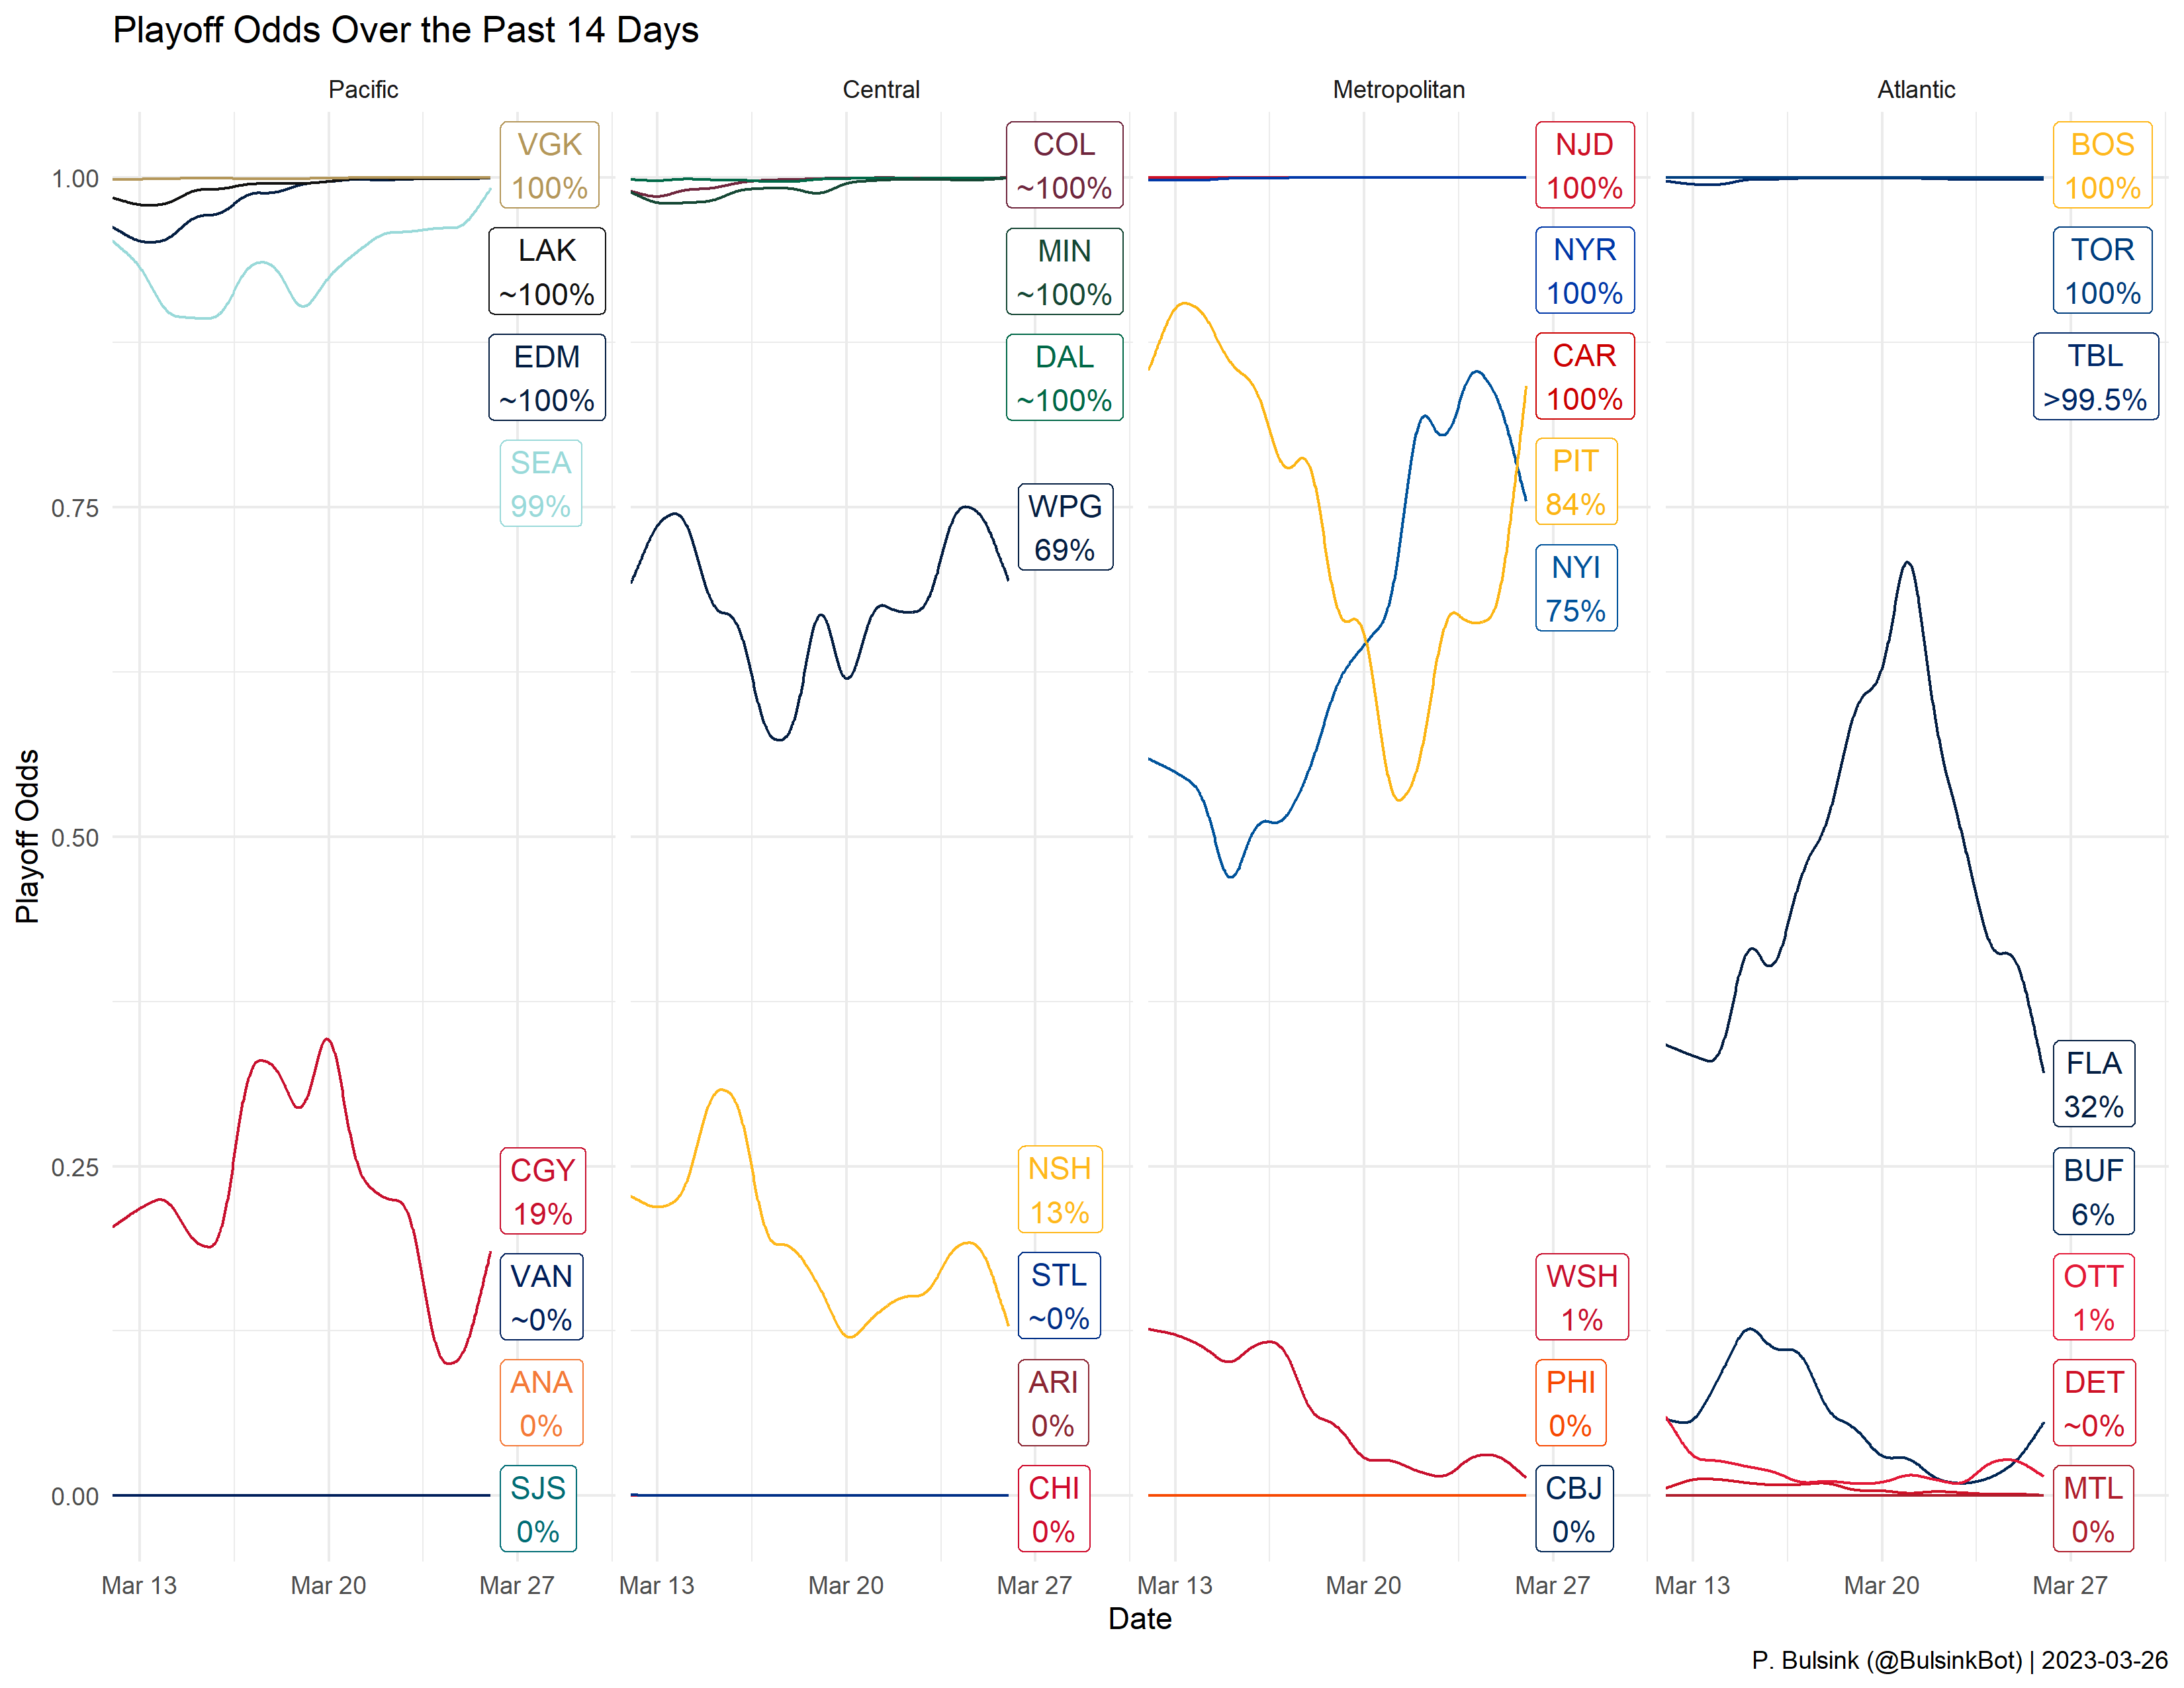 Playoff Odds Over the Past 14 Days
Pacific
Central
Metropolitan
Atlantic
Playoff Odds
1.00
0.75
0.50
0.25
0.00
VGK
100%
LAK
~100%
EDM
~100%
SEA
99%
CGY
19%
VAN
~0%
ANA
0%
SJS
0%
COL
~100%
MIN
~100%
DAL
~100%
WPG
69%
NSH
13%
STL
~0%
ARI
0%
CHI
0%
NJD
100%
NYR
100%
CAR
100%
PIT
84%
NYI
75%
WSH
1%
PHI
0%
CBJ
0%
BOS
100%
TOR
100%
TBL
>99.5%
FLA
32%
BUF
6%
OTT
1%
DET
~0%
MTL
0%
Mar 13 Mar 20 Mar 27
Mar 13 Mar 20 Mar 27
Mar 13 Mar 20 Mar 27
Mar 13 Mar 20 Mar 27
Date
P. Bulsink (@BulsinkBot) | 2023-03-26